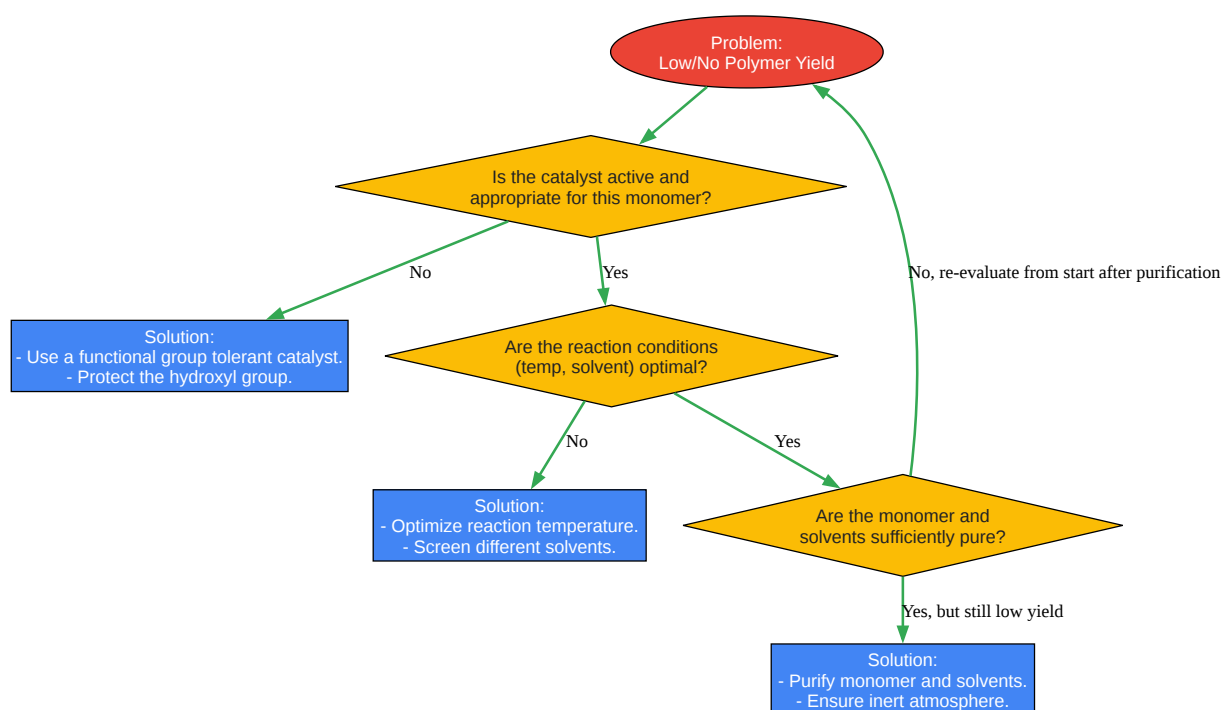 Problem:
Low/No Polymer Yield
Is the catalyst active and
appropriate for this monomer?
No
Yes
No, re-evaluate from start after purification
Solution:
- Use a functional group tolerant catalyst.
- Protect the hydroxyl group.
Are the reaction conditions
(temp, solvent) optimal?
No
Yes
Solution:
- Optimize reaction temperature.
- Screen different solvents.
Are the monomer and
solvents sufficiently pure?
Yes, but still low yield
Solution:
- Purify monomer and solvents.
- Ensure inert atmosphere.